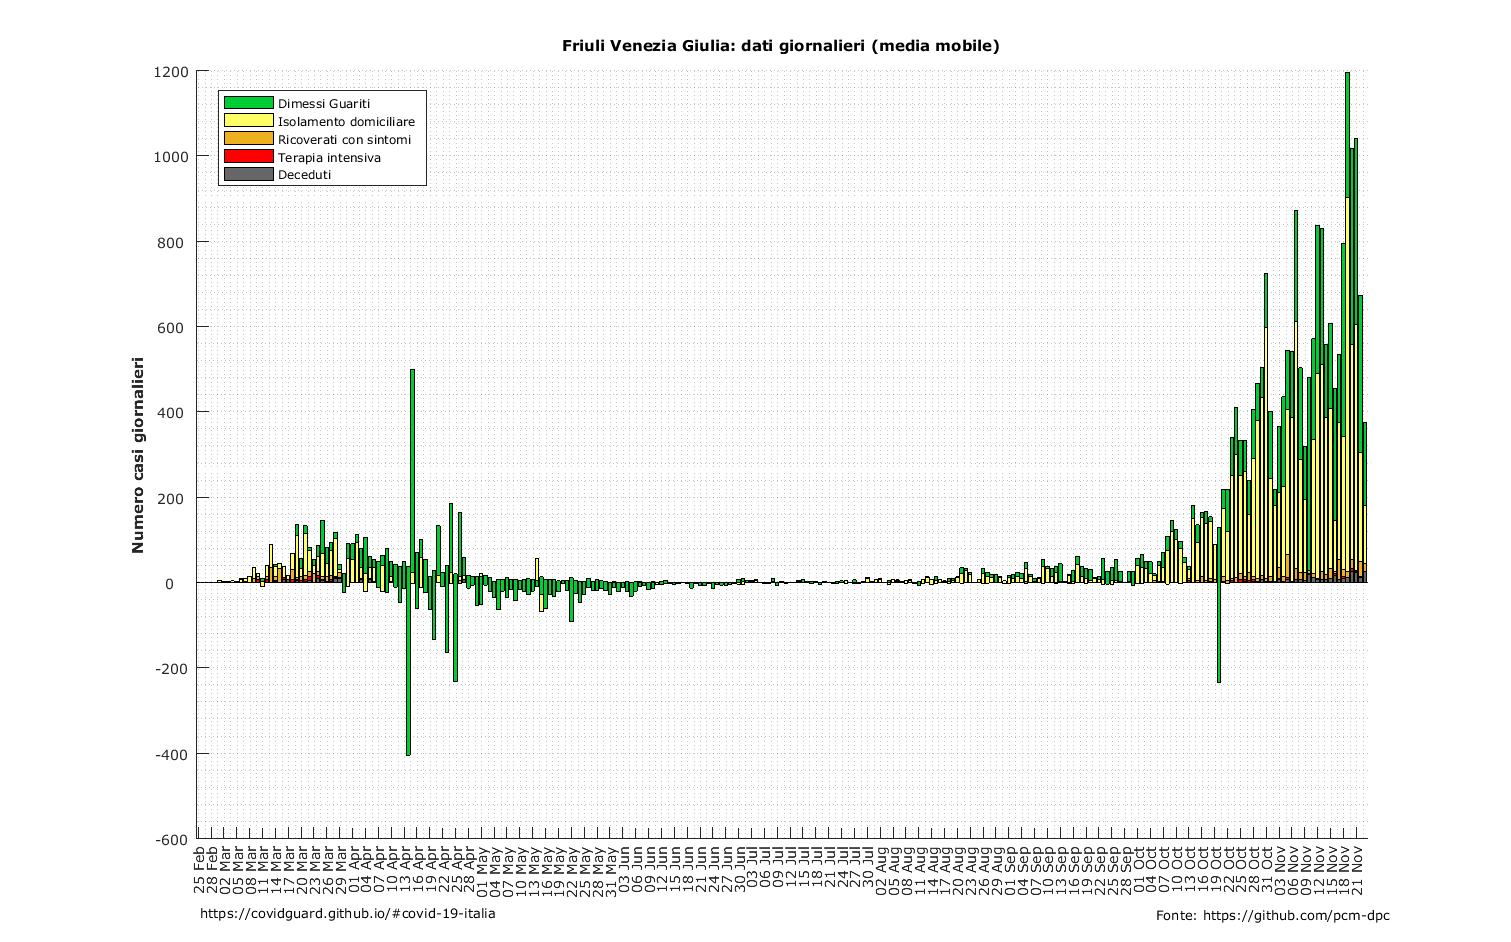 Friuli Venezia Giulia: dati giornalieri (media mobile)
Dimessi Guariti
Isolamento domiciliare
Ricoverati con sintomi
Terapia intensiva
Deceduti
Numero casi giornalieri
1200
1000
800
600
400
200
0
-200
-400
-600
25 Feb
28 Feb
02 Mar
05 Mar
08 Mar
11 Mar
14 Mar
17 Mar
20 Mar
23 Mar
26 Mar
29 Mar
01 Apr
04 Apr
07 Apr
10 Apr
13 Apr
16 Apr
19 Apr
22 Apr
25 Apr
28 Apr
01 May
04 May
07 May
10 May
13 May
16 May
19 May
22 May
25 May
28 May
31 May
03 Jun
06 Jun
09 Jun
12 Jun
15 Jun
18 Jun
21 Jun
24 Jun
27 Jun
30 Jun
03 Jul
06 Jul
09 Jul
12 Jul
15 Jul
18 Jul
21 Jul
24 Jul
27 Jul
30 Jul
02 Aug
05 Aug
08 Aug
11 Aug
14 Aug
17 Aug
20 Aug
23 Aug
26 Aug
29 Aug
01 Sep
04 Sep
07 Sep
10 Sep
13 Sep
16 Sep
19 Sep
22 Sep
25 Sep
28 Sep
01 Oct
04 Oct
07 Oct
10 Oct
13 Oct
16 Oct
19 Oct
22 Oct
25 Oct
28 Oct
31 Oct
03 Nov
06 Nov
09 Nov
12 Nov
15 Nov
18 Nov
21 Nov
https://covidguard.github.io/#covid-19-italia
Fonte: https://github.com/pcm-dpc